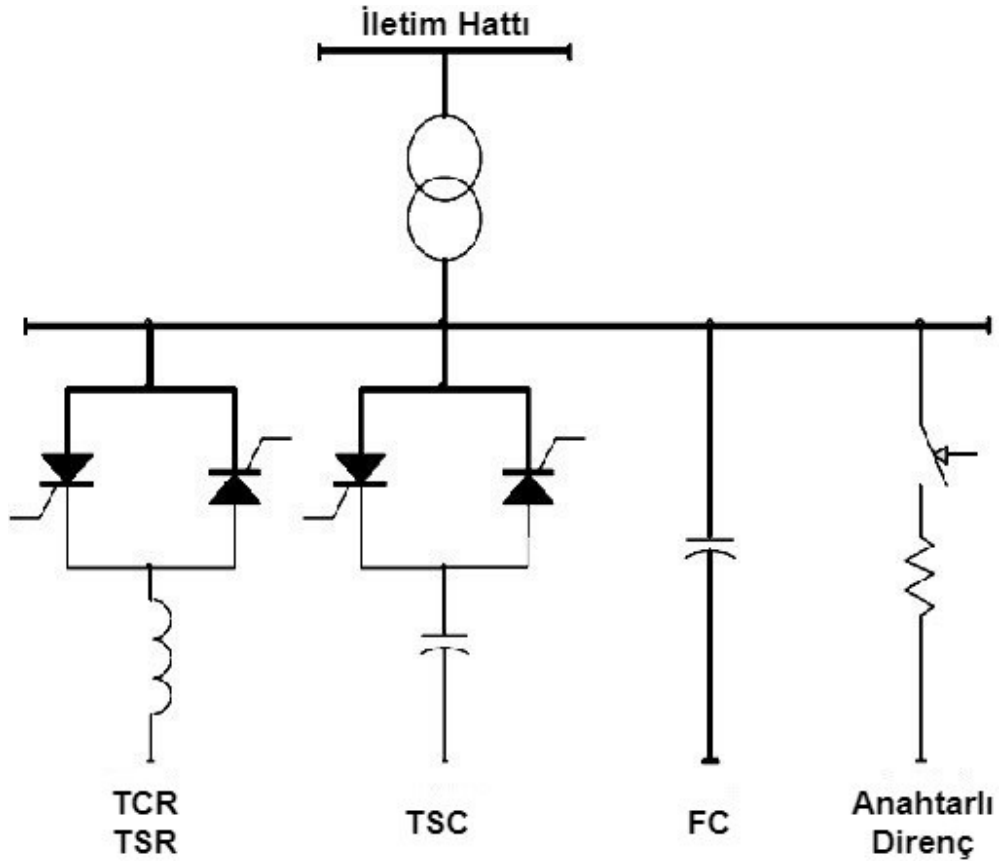 İletim Hattı
TCR
TSR
TSC
FC
Anahtarlı
Direnç